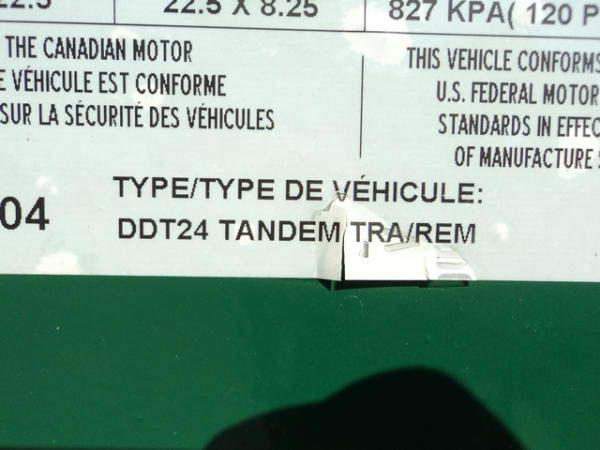 22.5 X 8.25
827 KPA( 120 P
THE CANADIAN MOTOR
VÉHICULE EST CONFORME
SUR LA SÉCURITÉ DES VÉHICULES
THIS VEHICLE CONFORMS
U.S. FEDERAL MOTOR
STANDARDS IN EFFEC
OF MANUFACTURE
04
TYPE/TYPE DE VÉHICULE:
DDT24 TANDEM TRA/REM